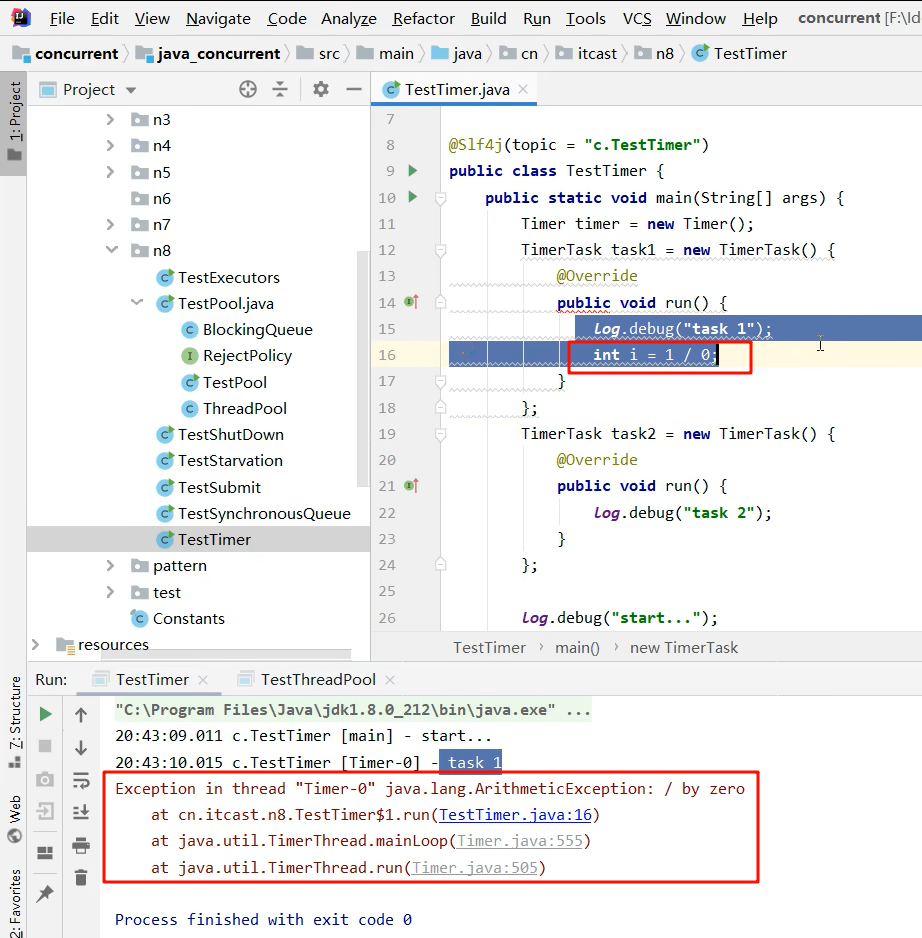 File Edit View Navigate Code Analyze Refactor Build Run Tools VCS Window Help concurrent [F:\Id
concurrent java_concurrent src main java cn itcast n8 TestTimer
1: Project
Project
TestTimer.java
n3
n4
n5
n6
n7
n8
TestExecutors
TestPool.java
BlockingQueue
RejectPolicy
TestPool
ThreadPool
TestShutDown
TestStarvation
TestSubmit
TestSynchronousQueue
TestTimer
pattern
test
Constants
resources
7
8 @Slf4j(topic = "c.TestTimer")
9 public class TestTimer {
10 public static void main(String[] args) {
11 Timer timer = new Timer();
12 TimerTask task1 = new TimerTask() {
13 @Override
14 public void run() {
15 log.debug("task 1");
16 int i = 1 / 0;
17 }
18 };
19 TimerTask task2 = new TimerTask() {
20 @Override
21 public void run() {
22 log.debug("task 2");
23 }
24 };
25
26 log.debug("start...");
TestTimer main() new TimerTask
Run: TestTimer TestThreadPool
7: Structure
Web
2: Favorites
"C:\Program Files\Java\jdk1.8.0_212\bin\java.exe" ...
20:43:09.011 c.TestTimer [main] - start...
20:43:10.015 c.TestTimer [Timer-0] - task 1
Exception in thread "Timer-0" java.lang.ArithmeticException: / by zero
at cn.itcast.n8.TestTimer$1.run(TestTimer.java:16)
at java.util.TimerThread.mainLoop(Timer.java:555)
at java.util.TimerThread.run(Timer.java:505)
Process finished with exit code 0